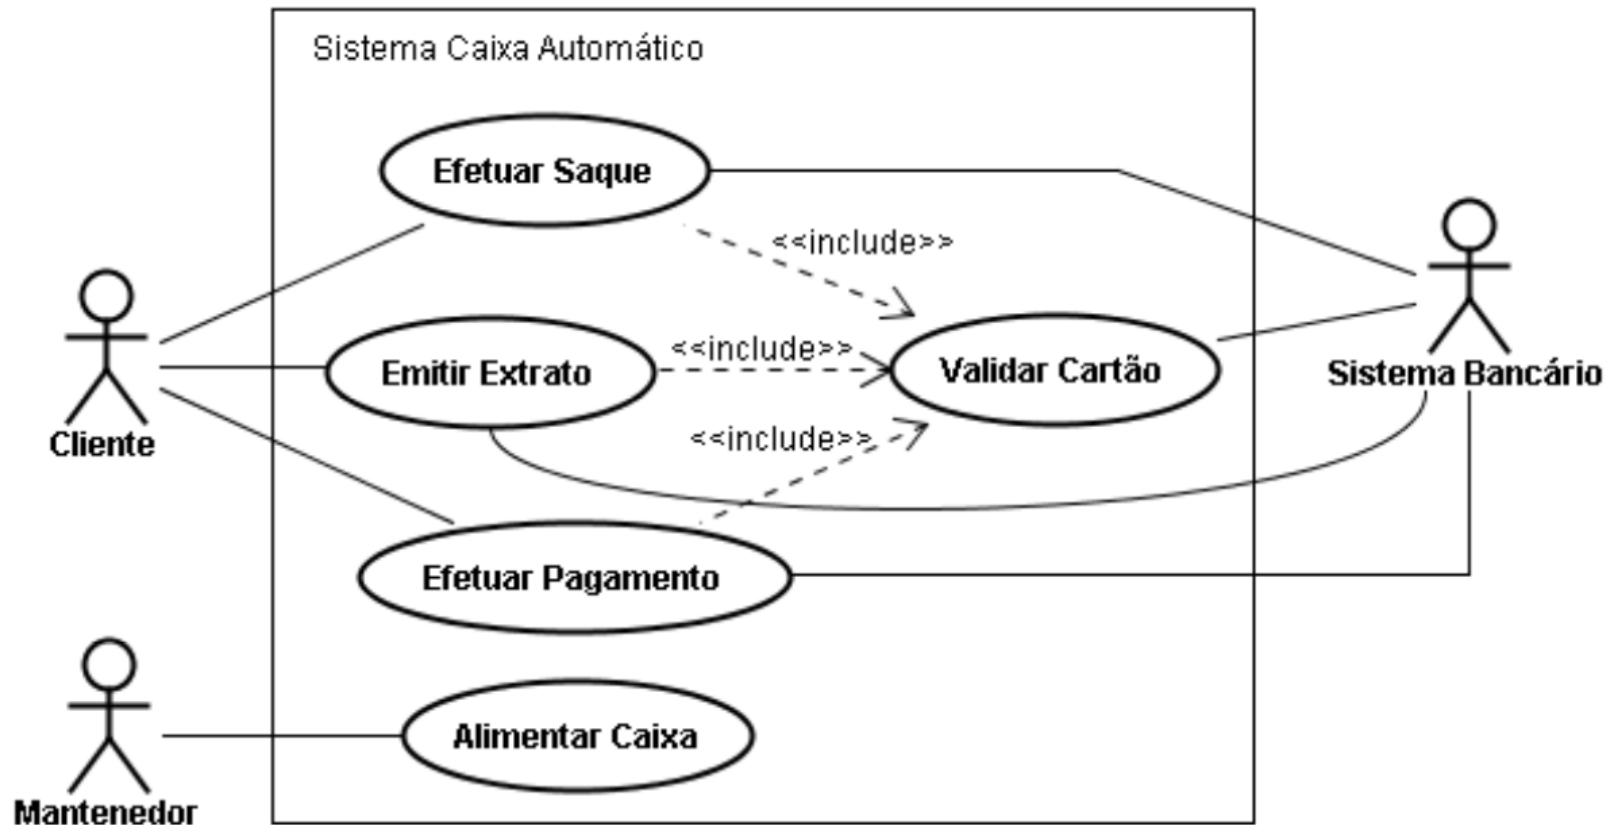 Sistema Caixa Automático
Efetuar Saque
<<include>>
Emitir Extrato
<<include>>
Validar Cartão
Sistema Bancário
Cliente
<<include>>
Efetuar Pagamento
Alimentar Caixa
Mantenedor